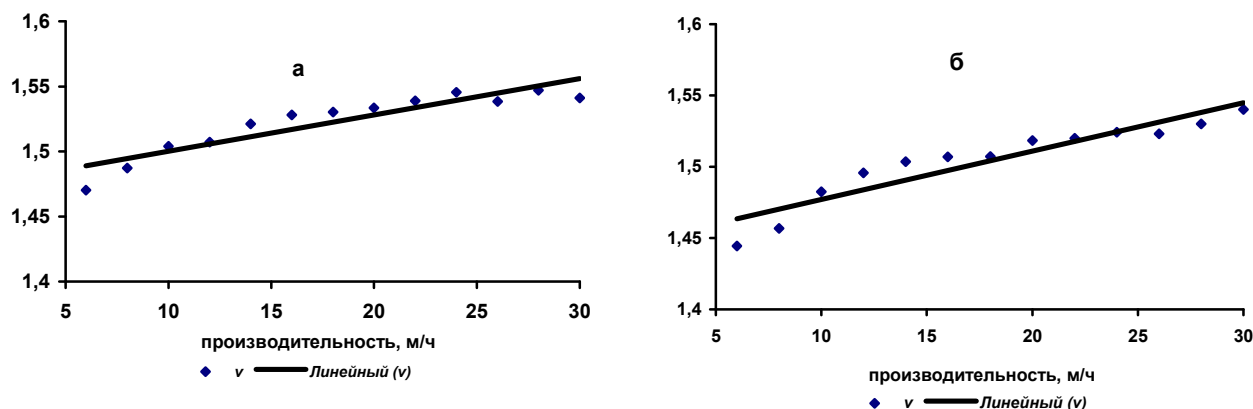 1,6
а
1,55
1,5
1,45
1,4
5 10 15 20 25 30
производительность, м/ч
v Линейный (v)
1,6
б
1,55
1,5
1,45
1,4
5 10 15 20 25 30
производительность, м/ч
v Линейный (v)